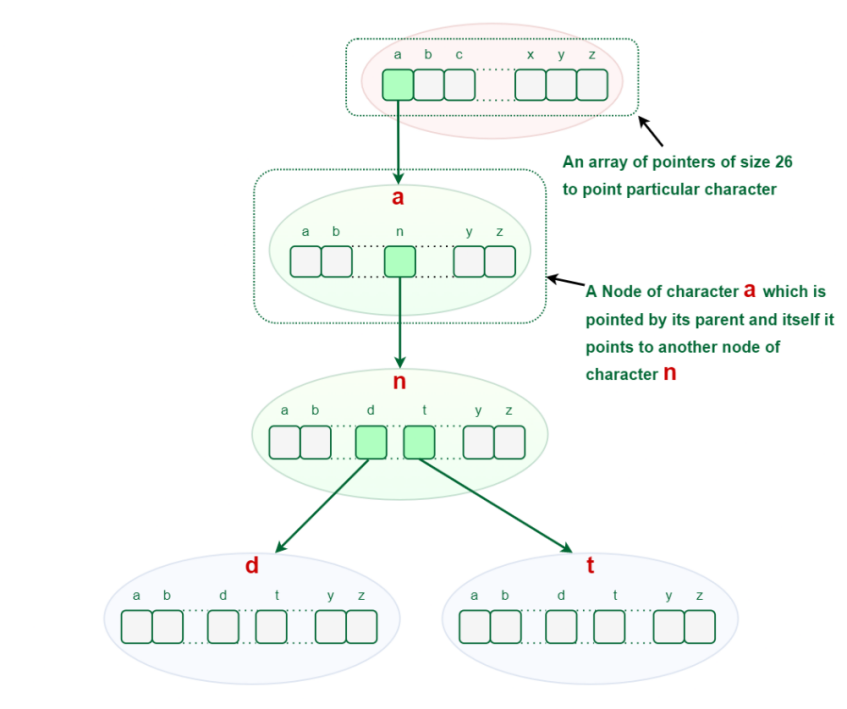 a b c x y z
An array of pointers of size 26
to point particular character
a
a b n y z
A Node of character a which is
pointed by its parent and itself it
points to another node of
character n
n
a b d t y z
d
a b d t y z
t
a b d t y z